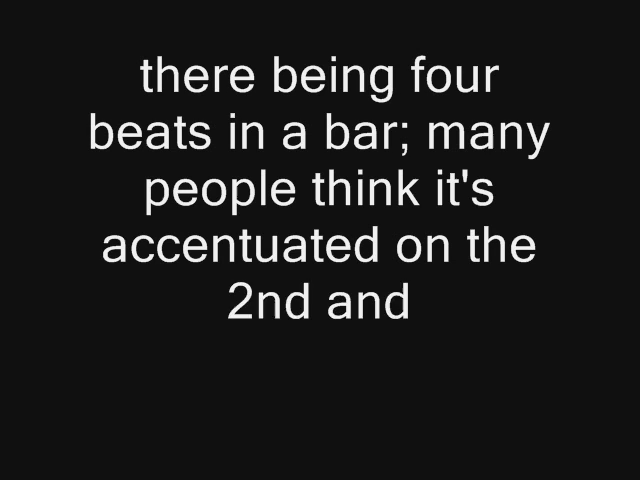 there being four
beats in a bar; many
people think it's
accentuated on the
2nd and